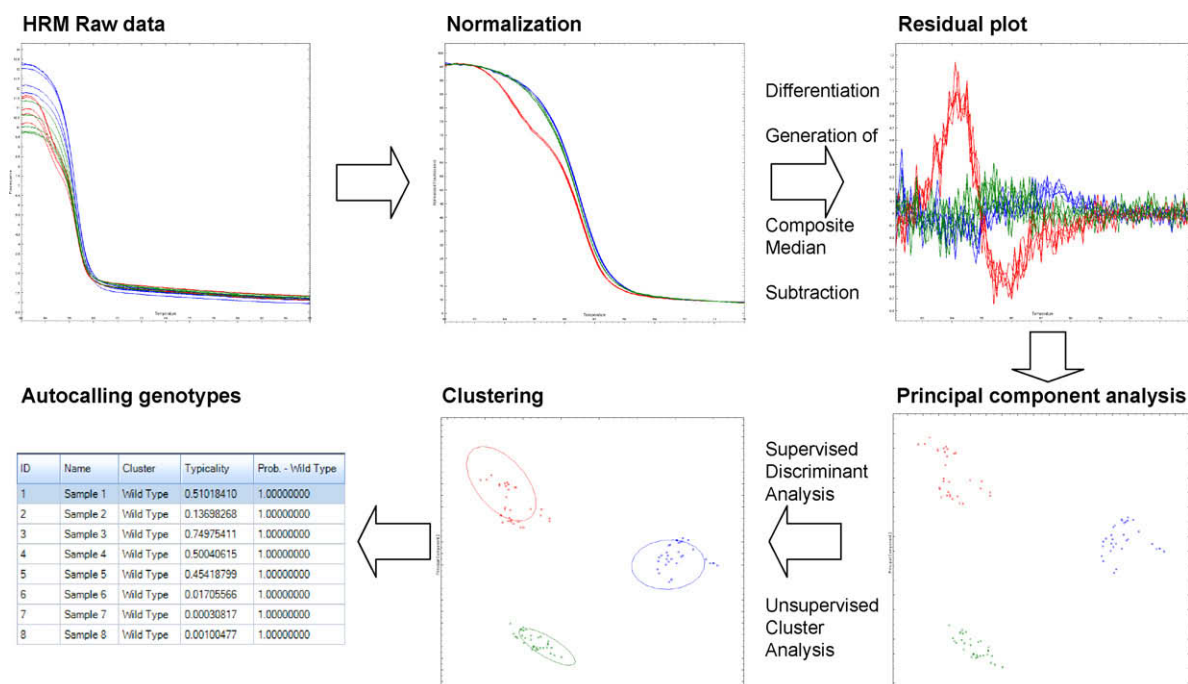 HRM Raw data
Normalization
Residual plot
Differentiation
Generation of
Composite
Median
Subtraction
Temperature
Temperature
Temperature
Autocalling genotypes
Clustering
Principal component analysis
ID Name Cluster Typicality Prob. - Wild Type
1 Sample 1 Wild Type 0.51018410 1.00000000
2 Sample 2 Wild Type 0.13698268 1.00000000
3 Sample 3 Wild Type 0.74975411 1.00000000
4 Sample 4 Wild Type 0.50040615 1.00000000
5 Sample 5 Wild Type 0.45418799 1.00000000
6 Sample 6 Wild Type 0.01705566 1.00000000
7 Sample 7 Wild Type 0.00030817 1.00000000
8 Sample 8 Wild Type 0.00100477 1.00000000
Supervised
Discriminant
Analysis
Unsupervised
Cluster
Analysis